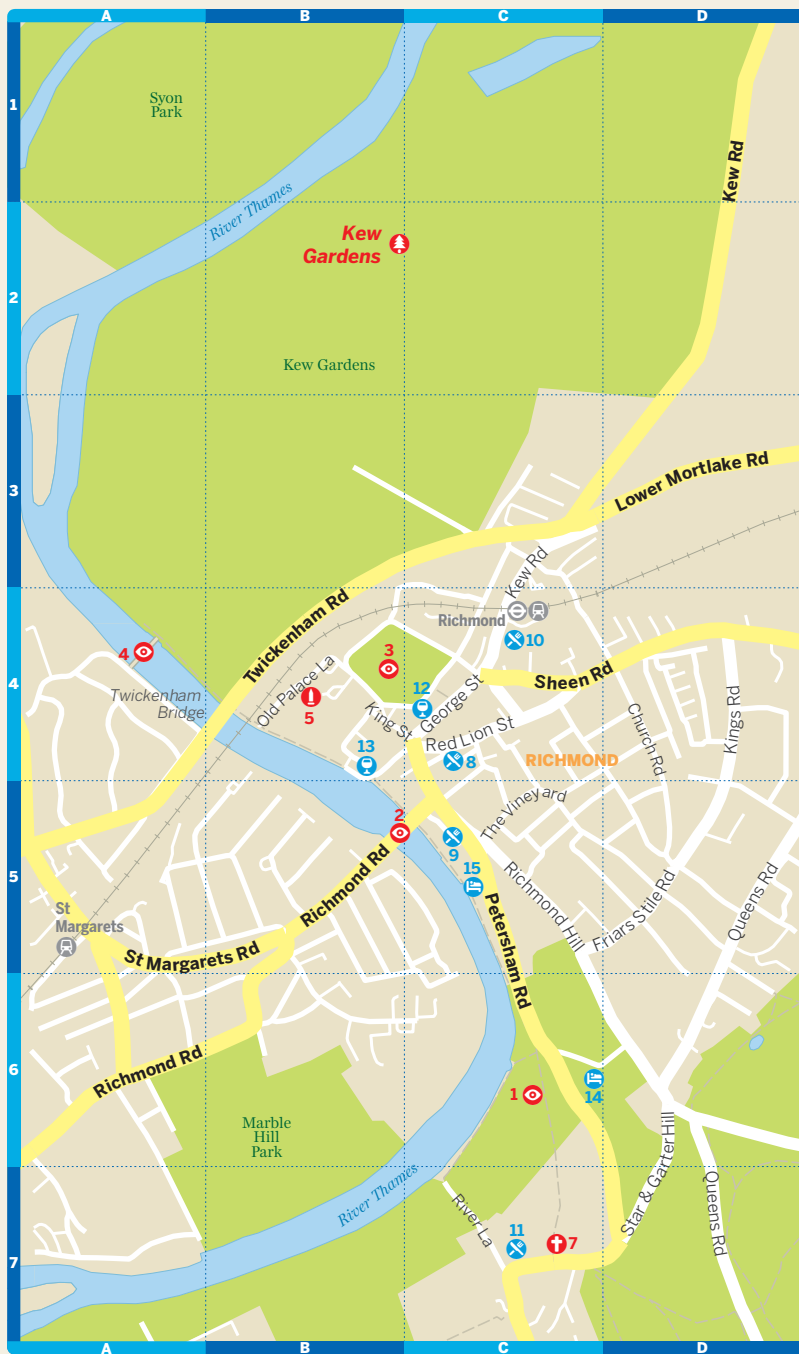 A B C D
1
Syon
Park
Kew Rd
River Thames
Kew
Gardens
2
Kew Gardens
3
Lower Mortlake Rd
Kew Rd
Twickenham Rd
Richmond
10
4
3
Old Palace La
Sheen Rd
4
12
George St
Twickenham
Bridge
5
King St
Church Rd
Kings Rd
Red Lion St
13
8
RICHMOND
The Vineyard
2
9
5
15
Richmond Rd
Richmond Hill
Friars Stile Rd
Queens Rd
St
Margarets
St Margarets Rd
Petersham Rd
6
Richmond Rd
1
14
Marble
Hill
Park
Star & Garter Hill
River Thames
River La
Queens Rd
11
7
7
A B C D